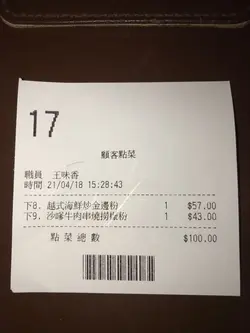 17
顧客點菜
職員 王味香
時間 21/04/18 15:28:43
下8. 越式海鮮炒金邊粉 1 $57.00
下9. 沙嗲牛肉串燒撈檬粉 1 $43.00
點菜總數 $100.00